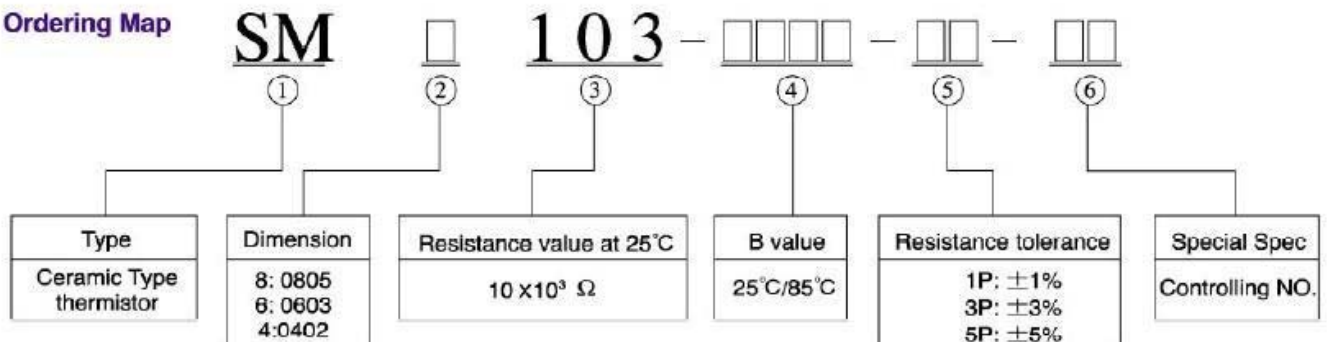 Ordering Map
SM □ 103 - □□□□ - □□ - □□
① ② ③ ④ ⑤ ⑥
Type
Ceramic Type
thermistor
Dimension
8: 0805
6: 0603
4:0402
Resistance value at 25℃
10 X10³ Ω
B value
25℃/85℃
Resistance tolerance
1P: ±1%
3P: ±3%
5P: ±5%
Special Spec
Controlling NO.